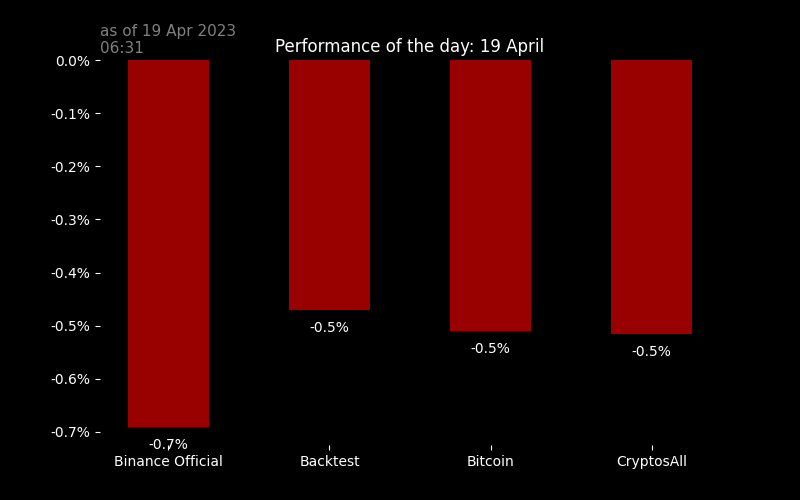 as of 19 Apr 2023
06:31
Performance of the day: 19 April
0.0%
-0.1%
-0.2%
-0.3%
-0.4%
-0.5%
-0.6%
-0.7%
-0.7%
-0.5%
-0.5%
-0.5%
Binance Official
Backtest
Bitcoin
CryptosAll